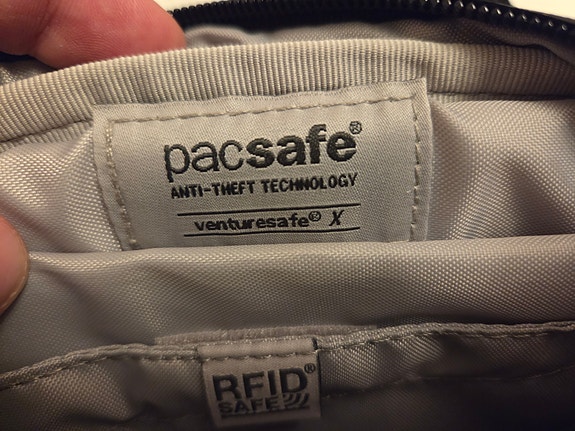 pacsafe®
ANTI-THEFT TECHNOLOGY
venturesafe® X
RFID®
SAFE